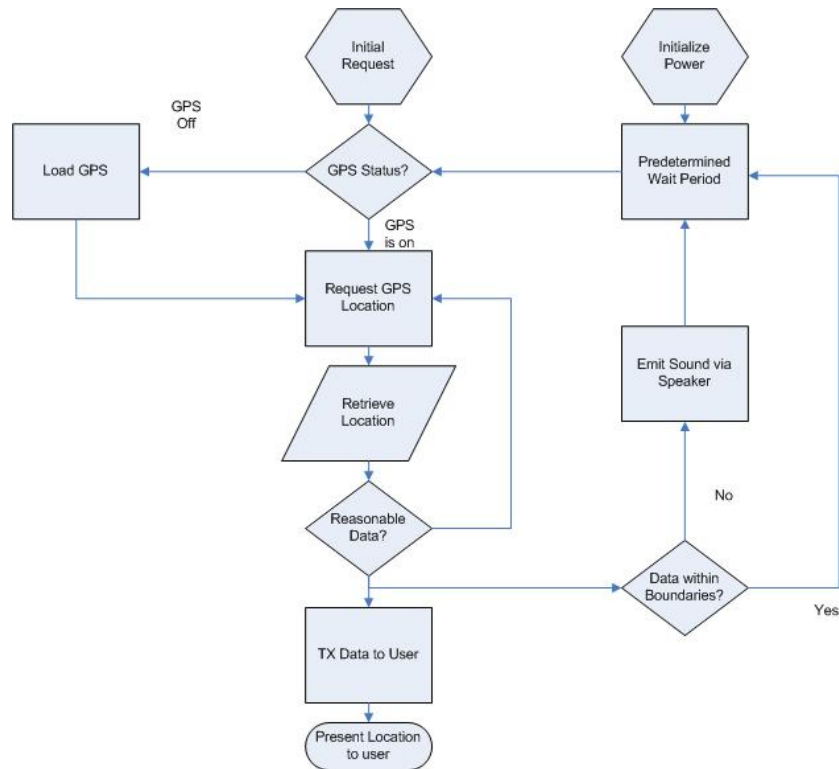 Initial
Request
Initialize
Power
GPS
Off
Load GPS
GPS Status?
Predetermined
Wait Period
GPS
is on
Request GPS
Location
Emit Sound via
Speaker
Retrieve
Location
No
Reasonable
Data?
Data within
Boundaries?
Yes
TX Data to User
Present Location
to user